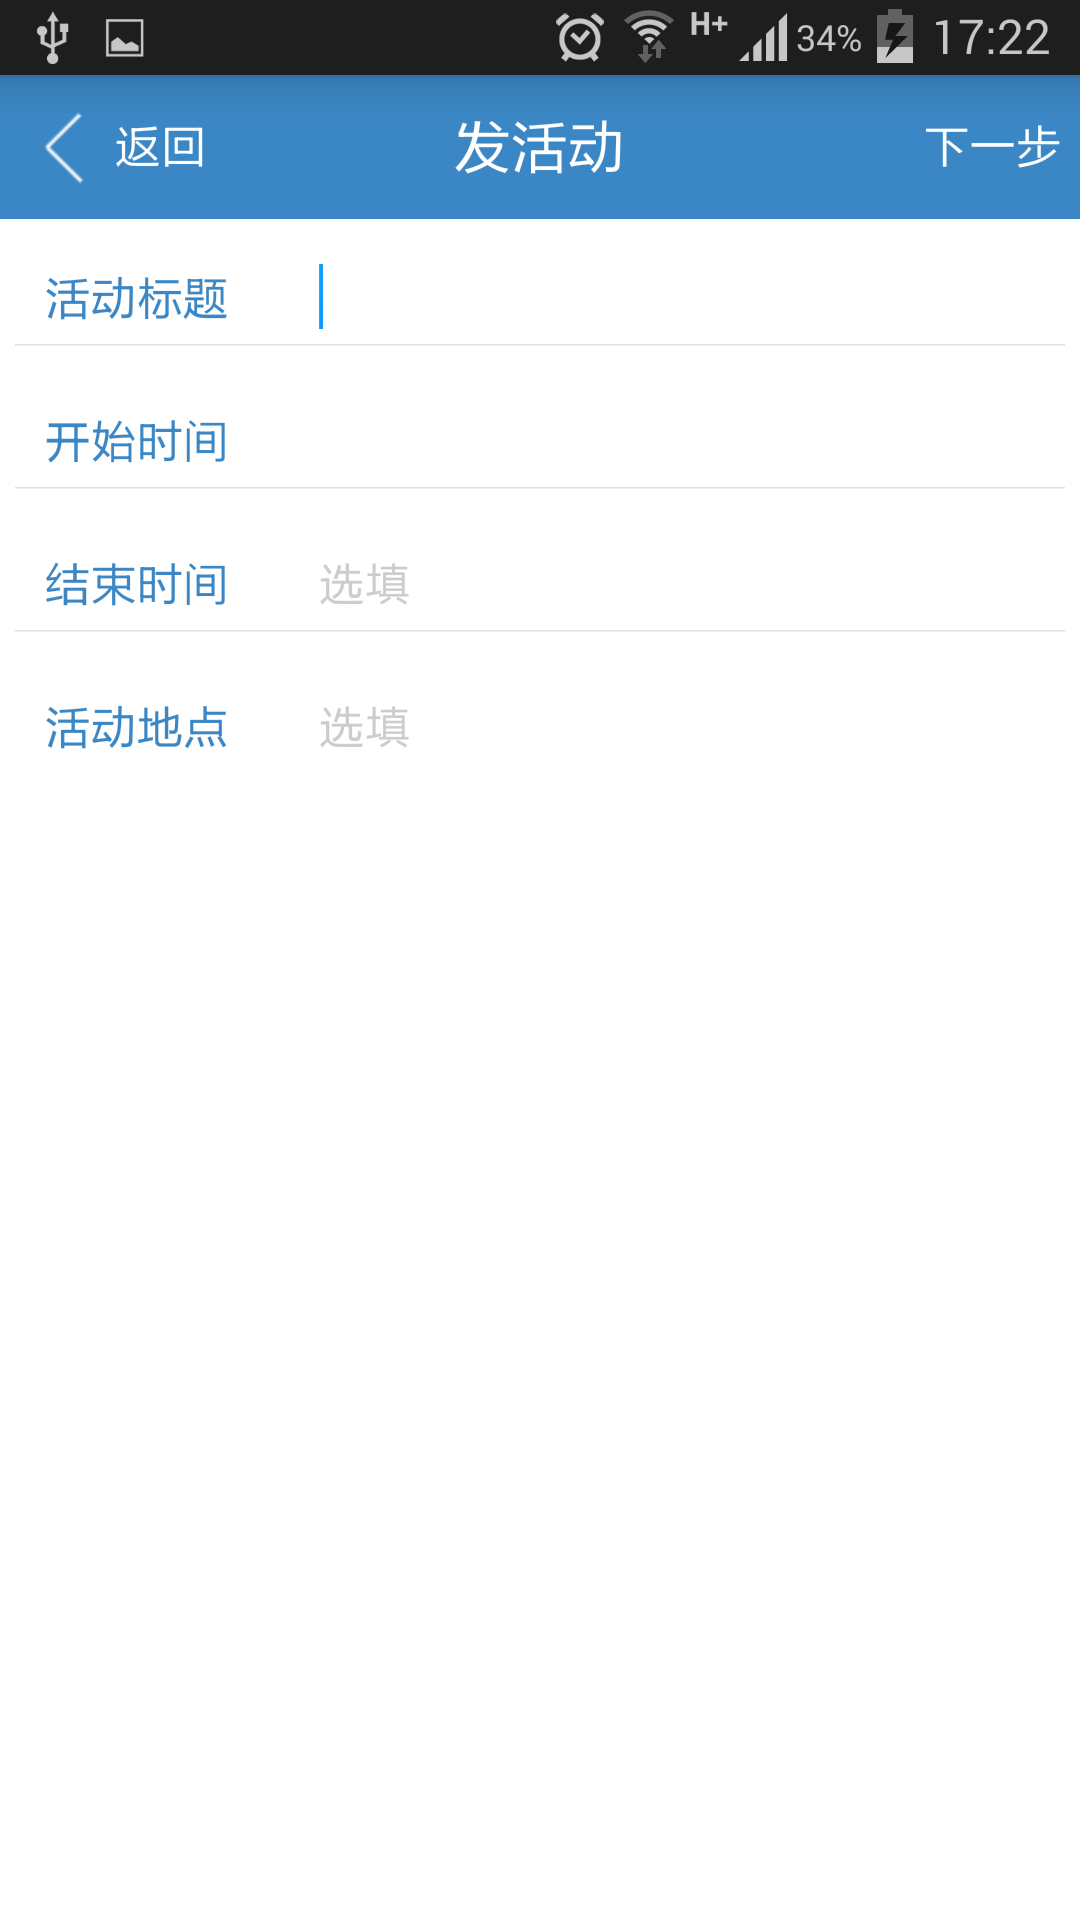 H+ 34% 17:22
返回 发活动 下一步
活动标题
开始时间
结束时间 选填
活动地点 选填